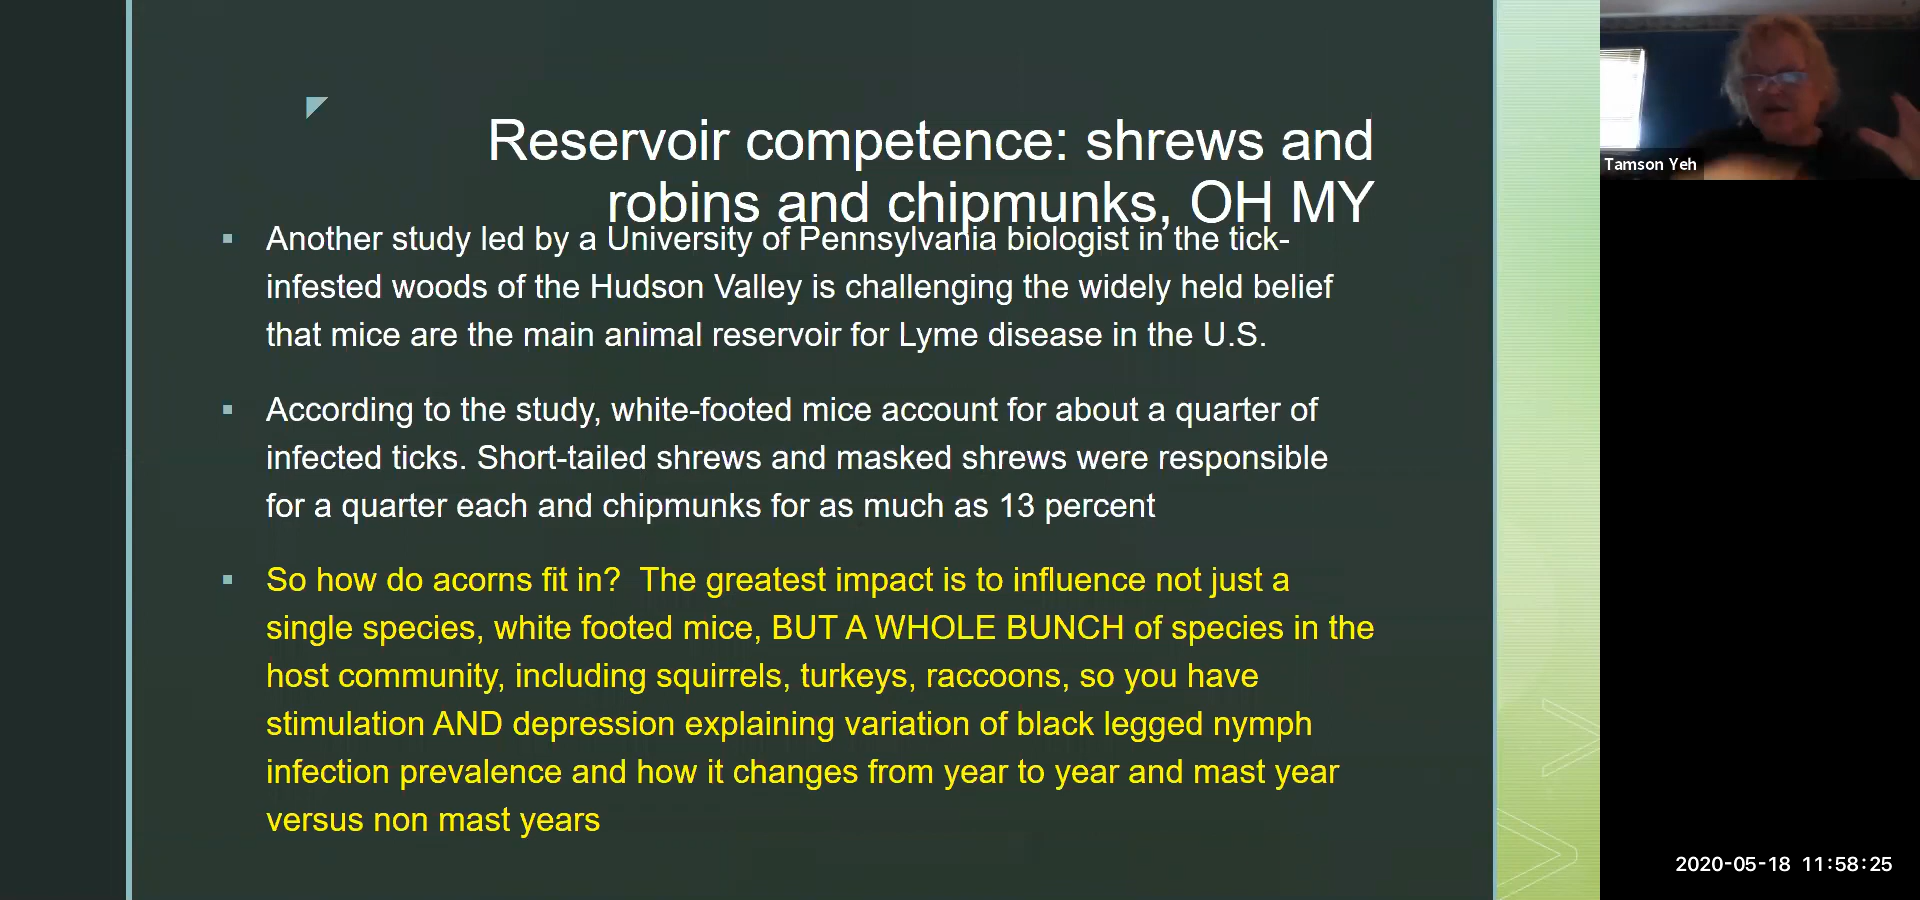 Reservoir competence: shrews and
robins and chipmunks, OH MY
Another study led by a University of Pennsylvania biologist in the tick-
infested woods of the Hudson Valley is challenging the widely held belief
that mice are the main animal reservoir for Lyme disease in the U.S.
According to the study, white-footed mice account for about a quarter of
infected ticks. Short-tailed shrews and masked shrews were responsible
for a quarter each and chipmunks for as much as 13 percent
So how do acorns fit in?  The greatest impact is to influence not just a
single species, white footed mice, BUT A WHOLE BUNCH of species in the
host community, including squirrels, turkeys, raccoons, so you have
stimulation AND depression explaining variation of black legged nymph
infection prevalence and how it changes from year to year and mast year
versus non mast years
Tamson Yeh
2020-05-18 11:58:25